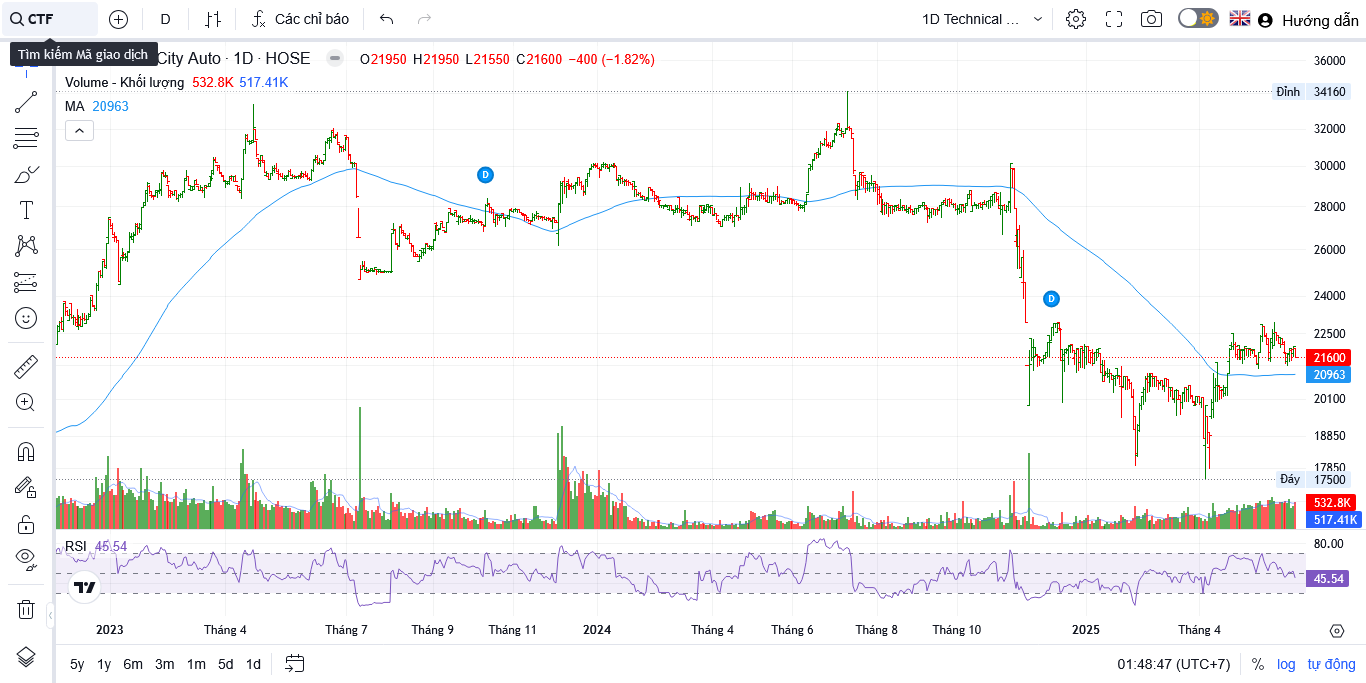 CTF
D
Các chỉ báo
1D Technical ...
Hướng dẫn
Tìm kiếm Mã giao dịch
City Auto · 1D · HOSE
O21950 H21950 L21550 C21600 −400 (−1.82%)
Volume - Khối lượng 532.8K 517.41K
MA 20963
36000
Đỉnh 34160
32000
30000
28000
26000
24000
22500
21600
20963
20100
18850
17850
Đáy 17500
532.8K
517.41K
D
D
RSI 45.54
80.00
45.54
2023 Tháng 4 Tháng 7 Tháng 9 Tháng 11 2024 Tháng 4 Tháng 6 Tháng 8 Tháng 10 2025 Tháng 4
5y 1y 6m 3m 1m 5d 1d
01:48:47 (UTC+7) % log tự động